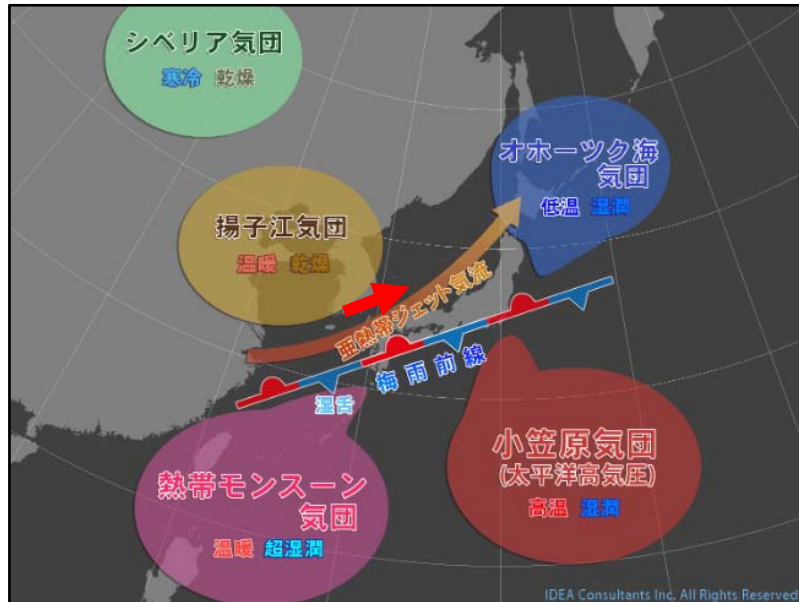 シベリア気団
寒冷 乾燥
オホーツク海
気団
低温 湿潤
揚子江気団
温暖 乾燥
亜熱帯ジェット気流
梅雨前線
湿舌
熱帯モンスーン
気団
温暖 超湿潤
小笠原気団
(太平洋高気圧)
高温 湿潤
IDEA Consultants Inc. All Rights Reserved